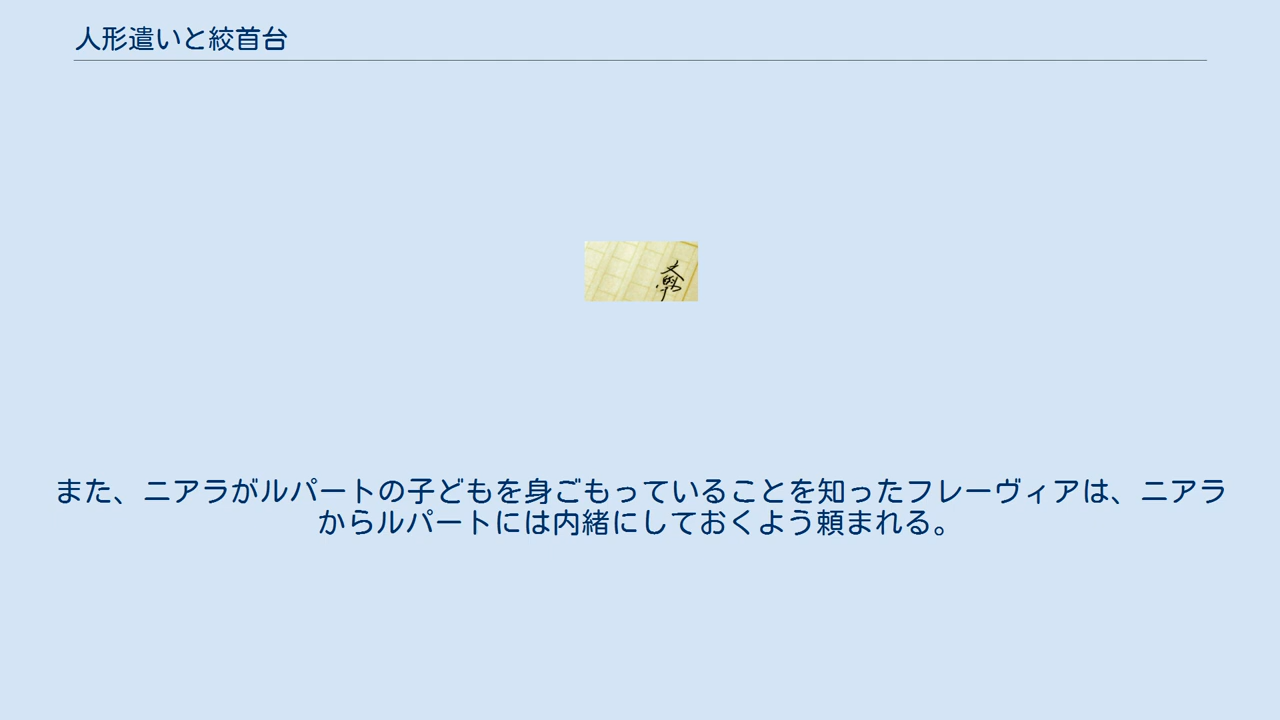 人形遣いと絞首台
また、ニアラがルパートの子どもを身ごもっていることを知ったフレーヴィアは、ニアラ
からルパートには内緒にしておくよう頼まれる。